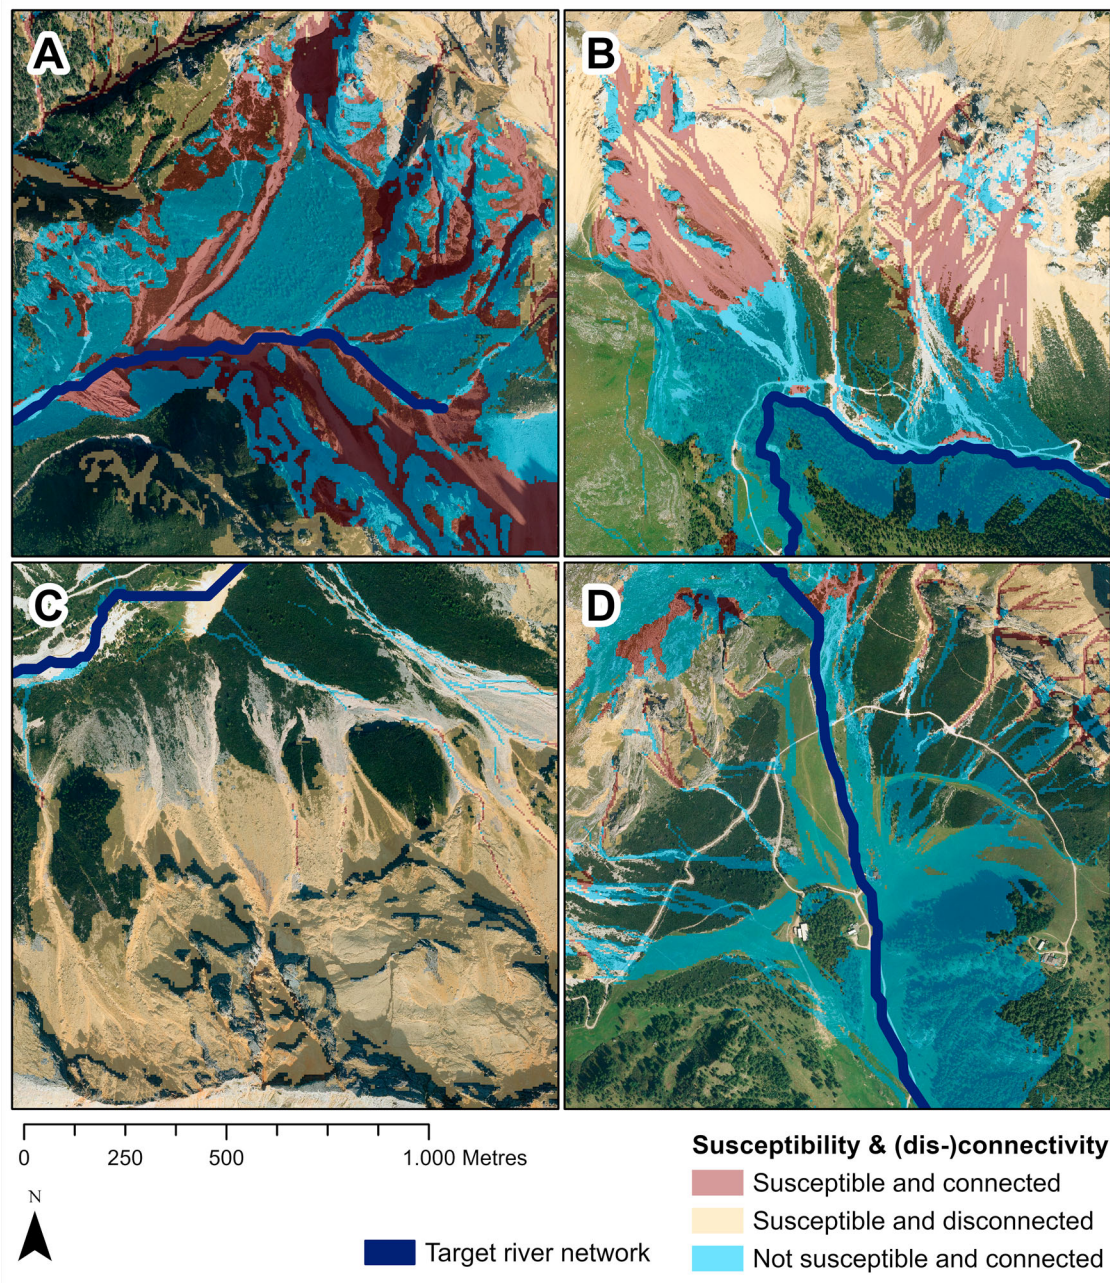 A
B
C
D
0 250 500 1.000 Metres
N
Target river network
Susceptibility & (dis-)connectivity
Susceptible and connected
Susceptible and disconnected
Not susceptible and connected